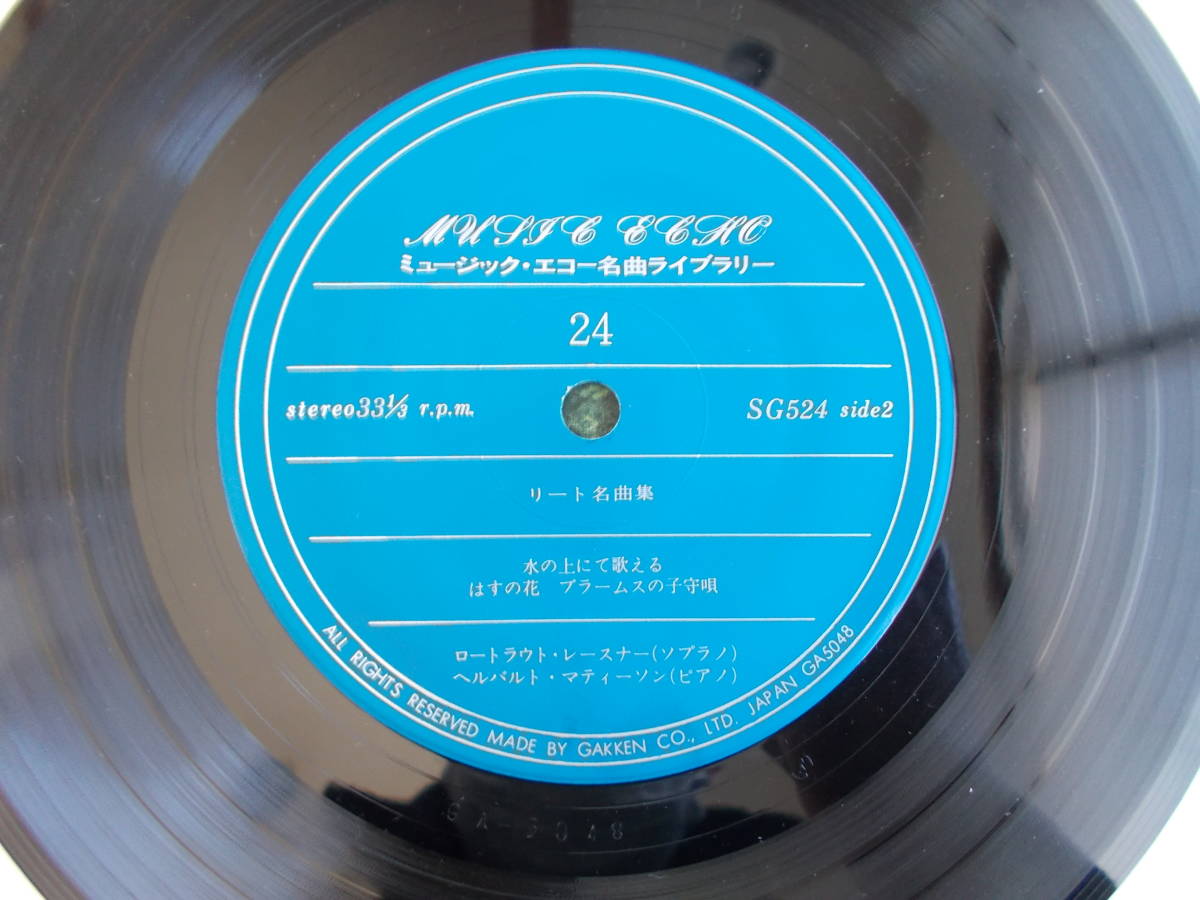 MUSIC ECHO
ミュージック・エコー名曲ライブラリー
24
stereo 33⅓ r.p.m.
SG524 side2
リート名曲集
水の上にて歌える
はすの花 ブラームスの子守唄
ロートラウト・レースナー(ソプラノ)
ヘルバルト・マティーソン(ピアノ)
ALL RIGHTS RESERVED MADE BY GAKKEN CO., LTD. JAPAN GA5048
GA-5048